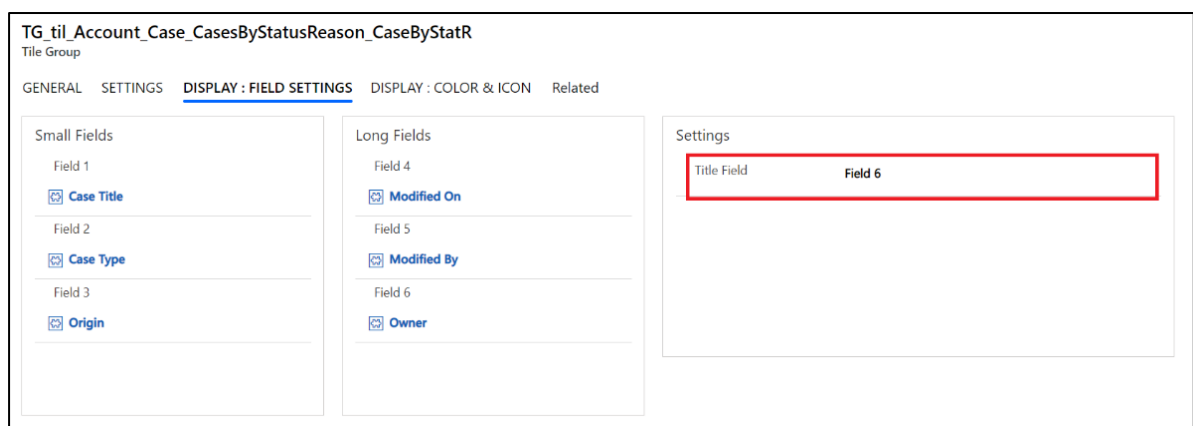 TG_til_Account_Case_CasesByStatusReason_CaseByStatR
Tile Group
GENERAL SETTINGS DISPLAY : FIELD SETTINGS DISPLAY : COLOR & ICON Related
Small Fields
Field 1
Case Title
Field 2
Case Type
Field 3
Origin
Long Fields
Field 4
Modified On
Field 5
Modified By
Field 6
Owner
Settings
Title Field Field 6